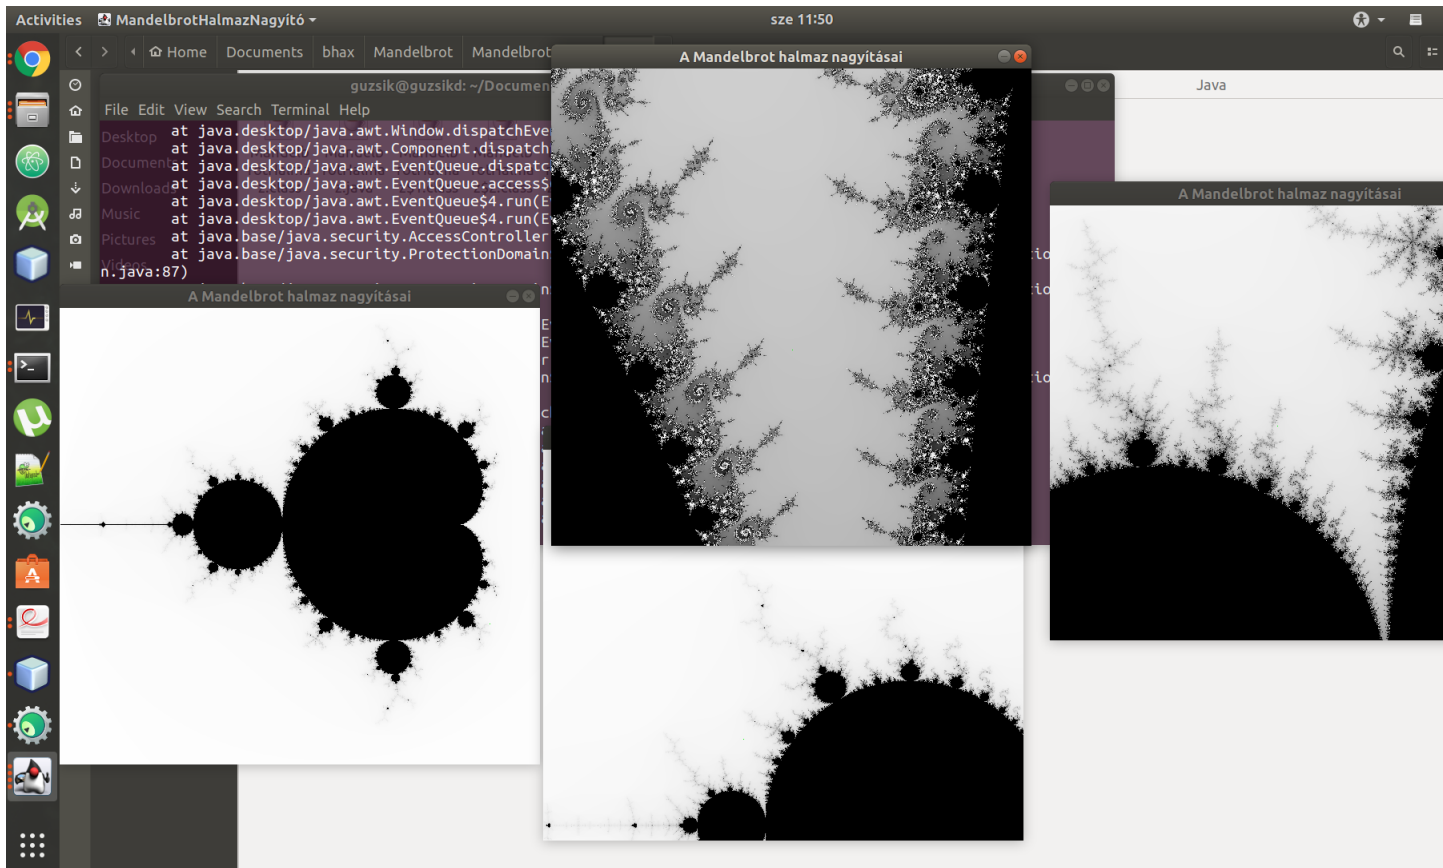 Activities MandelbrotHalmazNagyító sze 11:50
Home Documents bhax Mandelbrot Mandelbrot
A Mandelbrot halmaz nagyításai
guzsik@guzsikd: ~/Documen
Java
File Edit View Search Terminal Help
Desktop
Documents
Downloads
Music
Pictures
Videos
at java.desktop/java.awt.Window.dispatchEve
at java.desktop/java.awt.Component.dispatch
at java.desktop/java.awt.EventQueue.dispatc
at java.desktop/java.awt.EventQueue.access$
at java.desktop/java.awt.EventQueue$4.run(E
at java.desktop/java.awt.EventQueue$4.run(E
at java.base/java.security.AccessController
at java.base/java.security.ProtectionDomain tio
n.java:87)
A Mandelbrot halmaz nagyításai
A Mandelbrot halmaz nagyításai